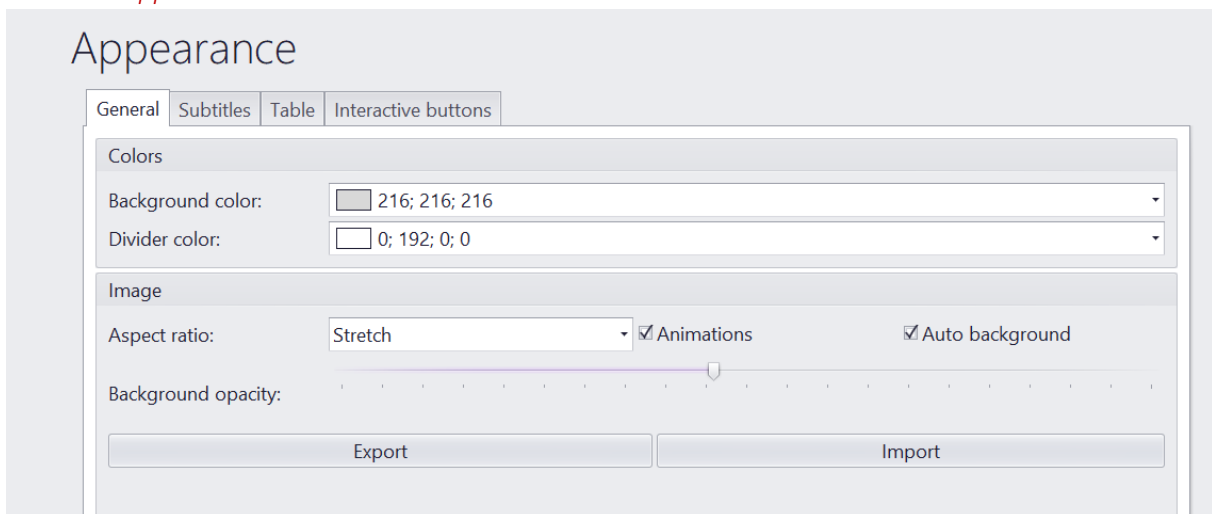 Appearance
General Subtitles Table Interactive buttons
Colors
Background color: 216; 216; 216
Divider color: 0; 192; 0; 0
Image
Aspect ratio: Stretch Animations Auto background
Background opacity:
Export Import